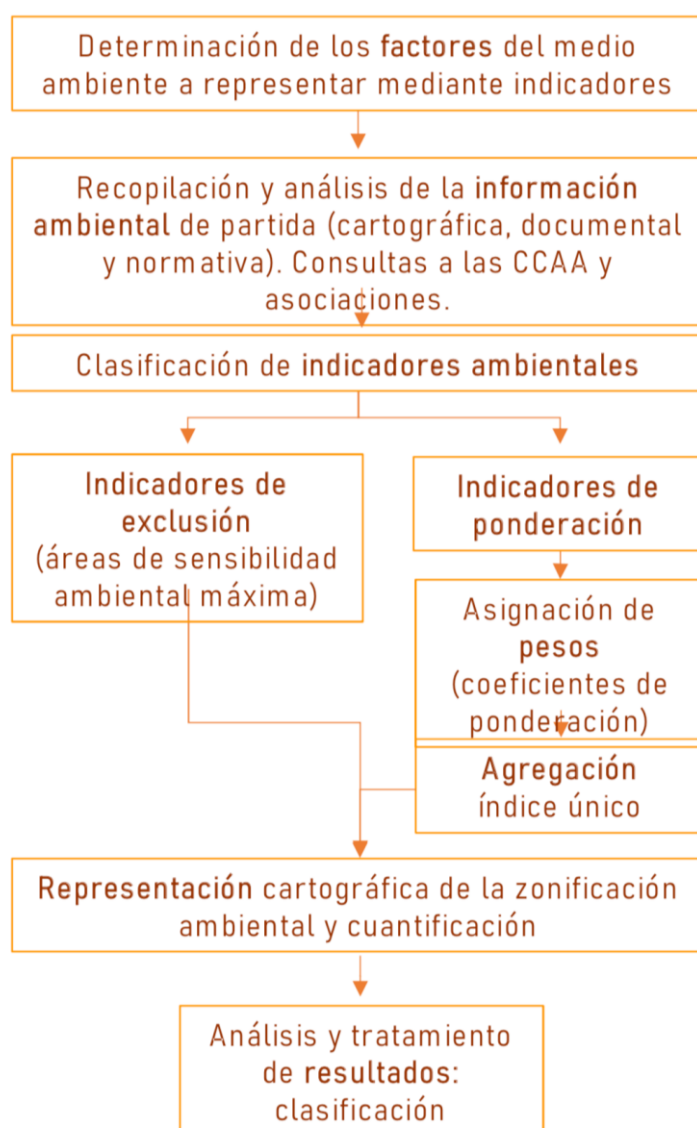 Determinación de los factores del medio
ambiente a representar mediante indicadores
Recopilación y análisis de la información
ambiental de partida (cartográfica, documental
y normativa). Consultas a las CCAA y
asociaciones.
Clasificación de indicadores ambientales
Indicadores de
exclusión
(áreas de sensibilidad
ambiental máxima)
Indicadores de
ponderación
Asignación de
pesos
(coeficientes de
ponderación)
Agregación
índice único
Representación cartográfica de la zonificación
ambiental y cuantificación
Análisis y tratamiento
de resultados:
clasificación